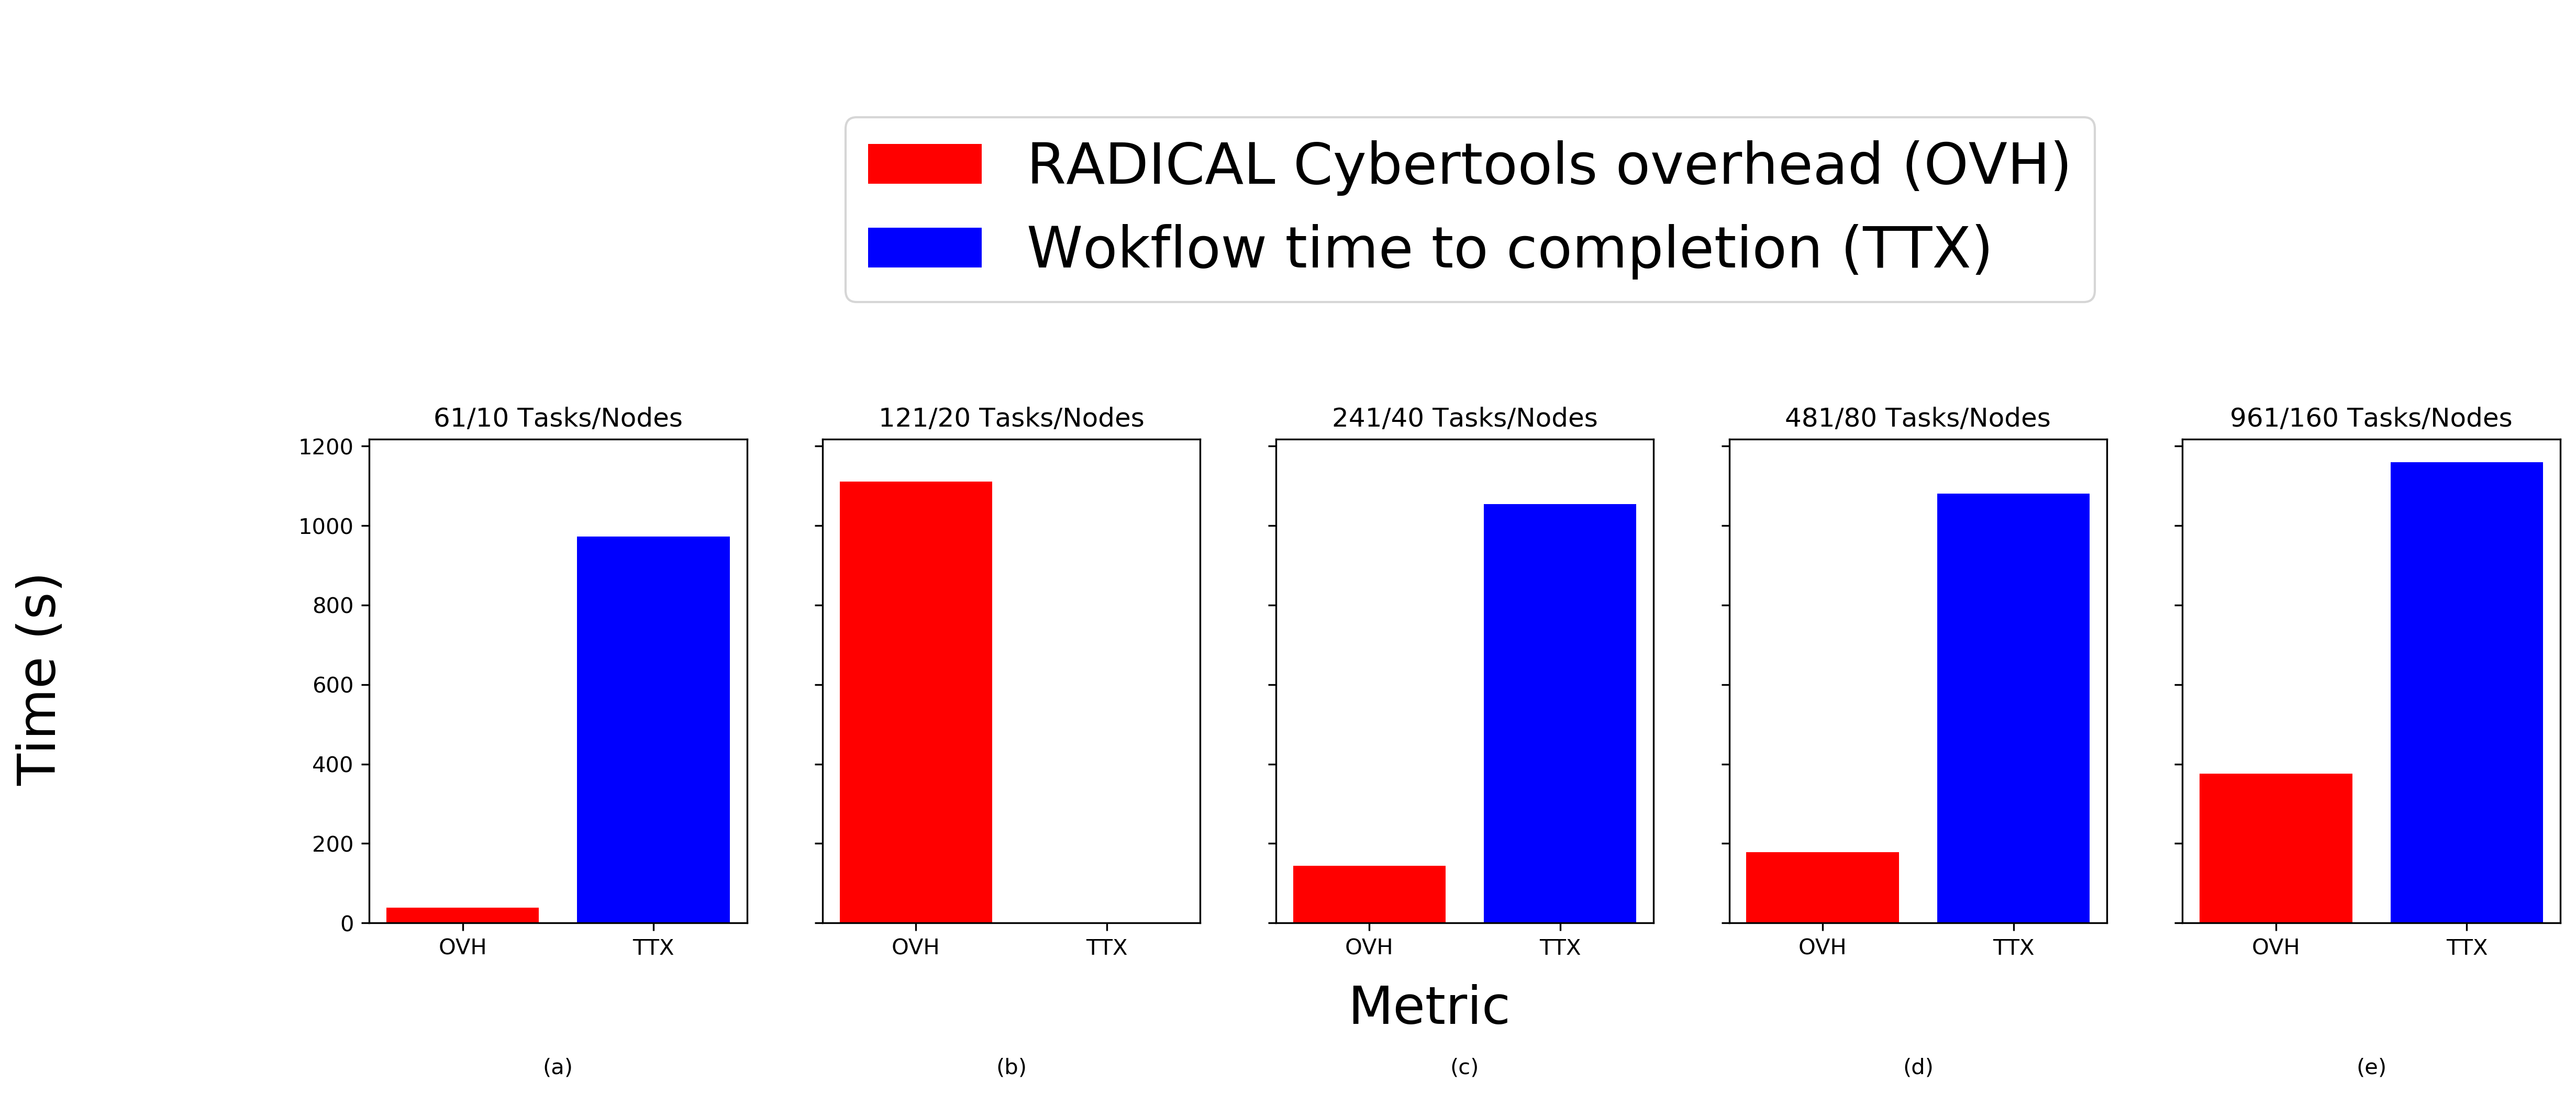 RADICAL Cybertools overhead (OVH)
Wokflow time to completion (TTX)
61/10 Tasks/Nodes
121/20 Tasks/Nodes
241/40 Tasks/Nodes
481/80 Tasks/Nodes
961/160 Tasks/Nodes
Time (s)
1200
1000
800
600
400
200
0
OVH TTX
OVH TTX
OVH TTX
OVH TTX
OVH TTX
Metric
(a)
(b)
(c)
(d)
(e)